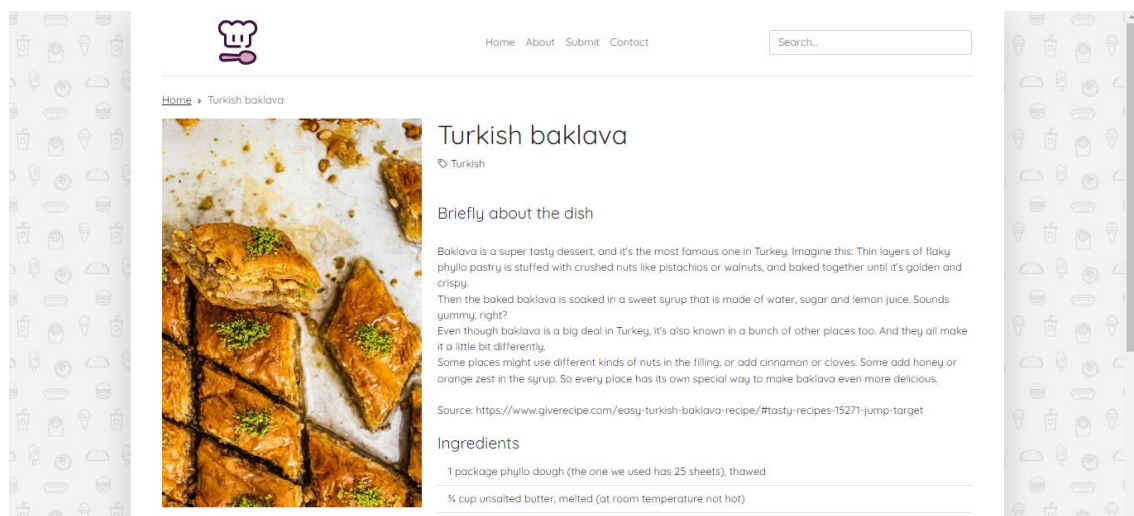 Home About Submit Contact
Search...
Home » Turkish baklava
Turkish baklava
Turkish
Briefly about the dish
Baklava is a super tasty dessert, and it's the most famous one in Turkey. Imagine this: Thin layers of flaky
phyllo pastry is stuffed with crushed nuts like pistachios or walnuts, and baked together until it's golden and
crispy.
Then the baked baklava is soaked in a sweet syrup that is made of water, sugar and lemon juice. Sounds
yummy, right?
Even though baklava is a big deal in Turkey, it's also known in a bunch of other places too. And they all make
it a little bit differently.
Some places might use different kinds of nuts in the filling, or add cinnamon or cloves. Some add honey or
orange zest in the syrup. So every place has its own special way to make baklava even more delicious.
Source: https://www.giverecipe.com/easy-turkish-baklava-recipe/#tasty-recipes-15271-jump-target
Ingredients
1 package phyllo dough (the one we used has 25 sheets), thawed
¾ cup unsalted butter, melted (at room temperature not hot)